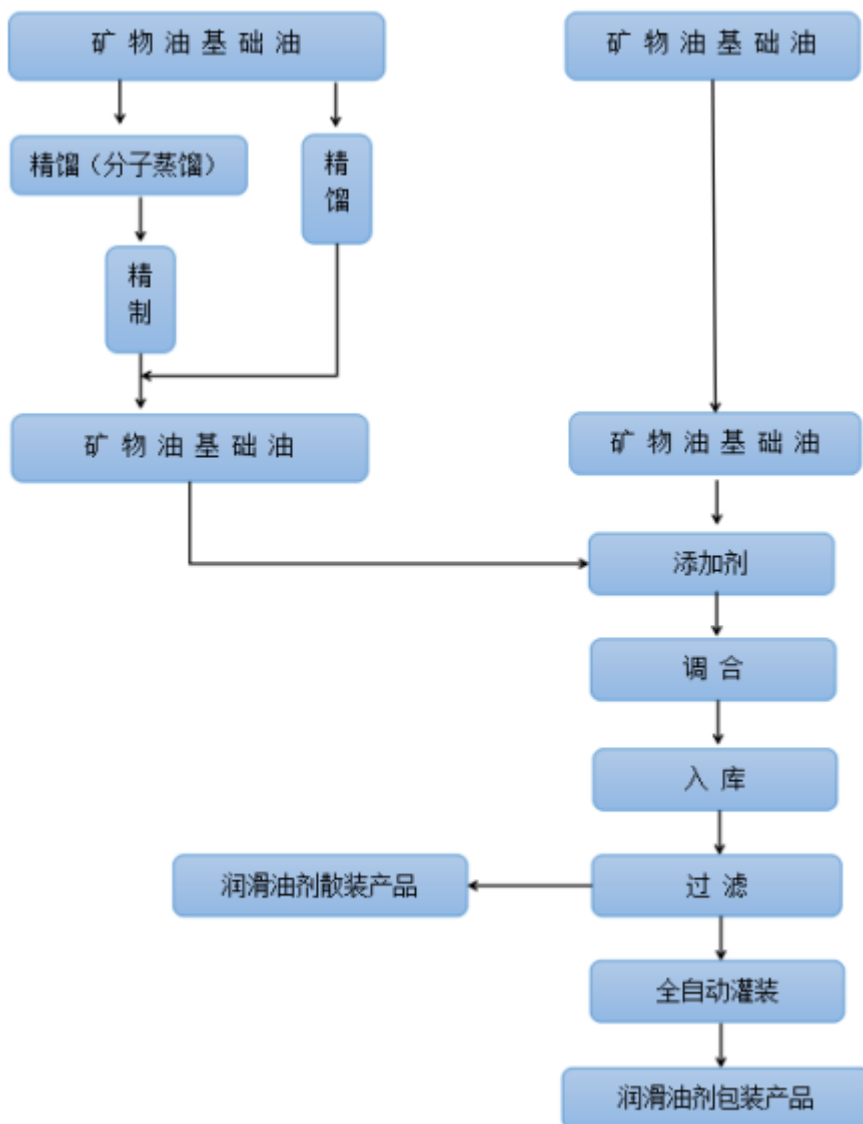 矿 物 油 基 础 油
矿 物 油 基 础 油
精馏（分子蒸馏）
精
馏
精
制
矿 物 油 基 础 油
矿 物 油 基 础 油
添加剂
调 合
入 库
润滑油剂散装产品
过 滤
全自动灌装
润滑油剂包装产品